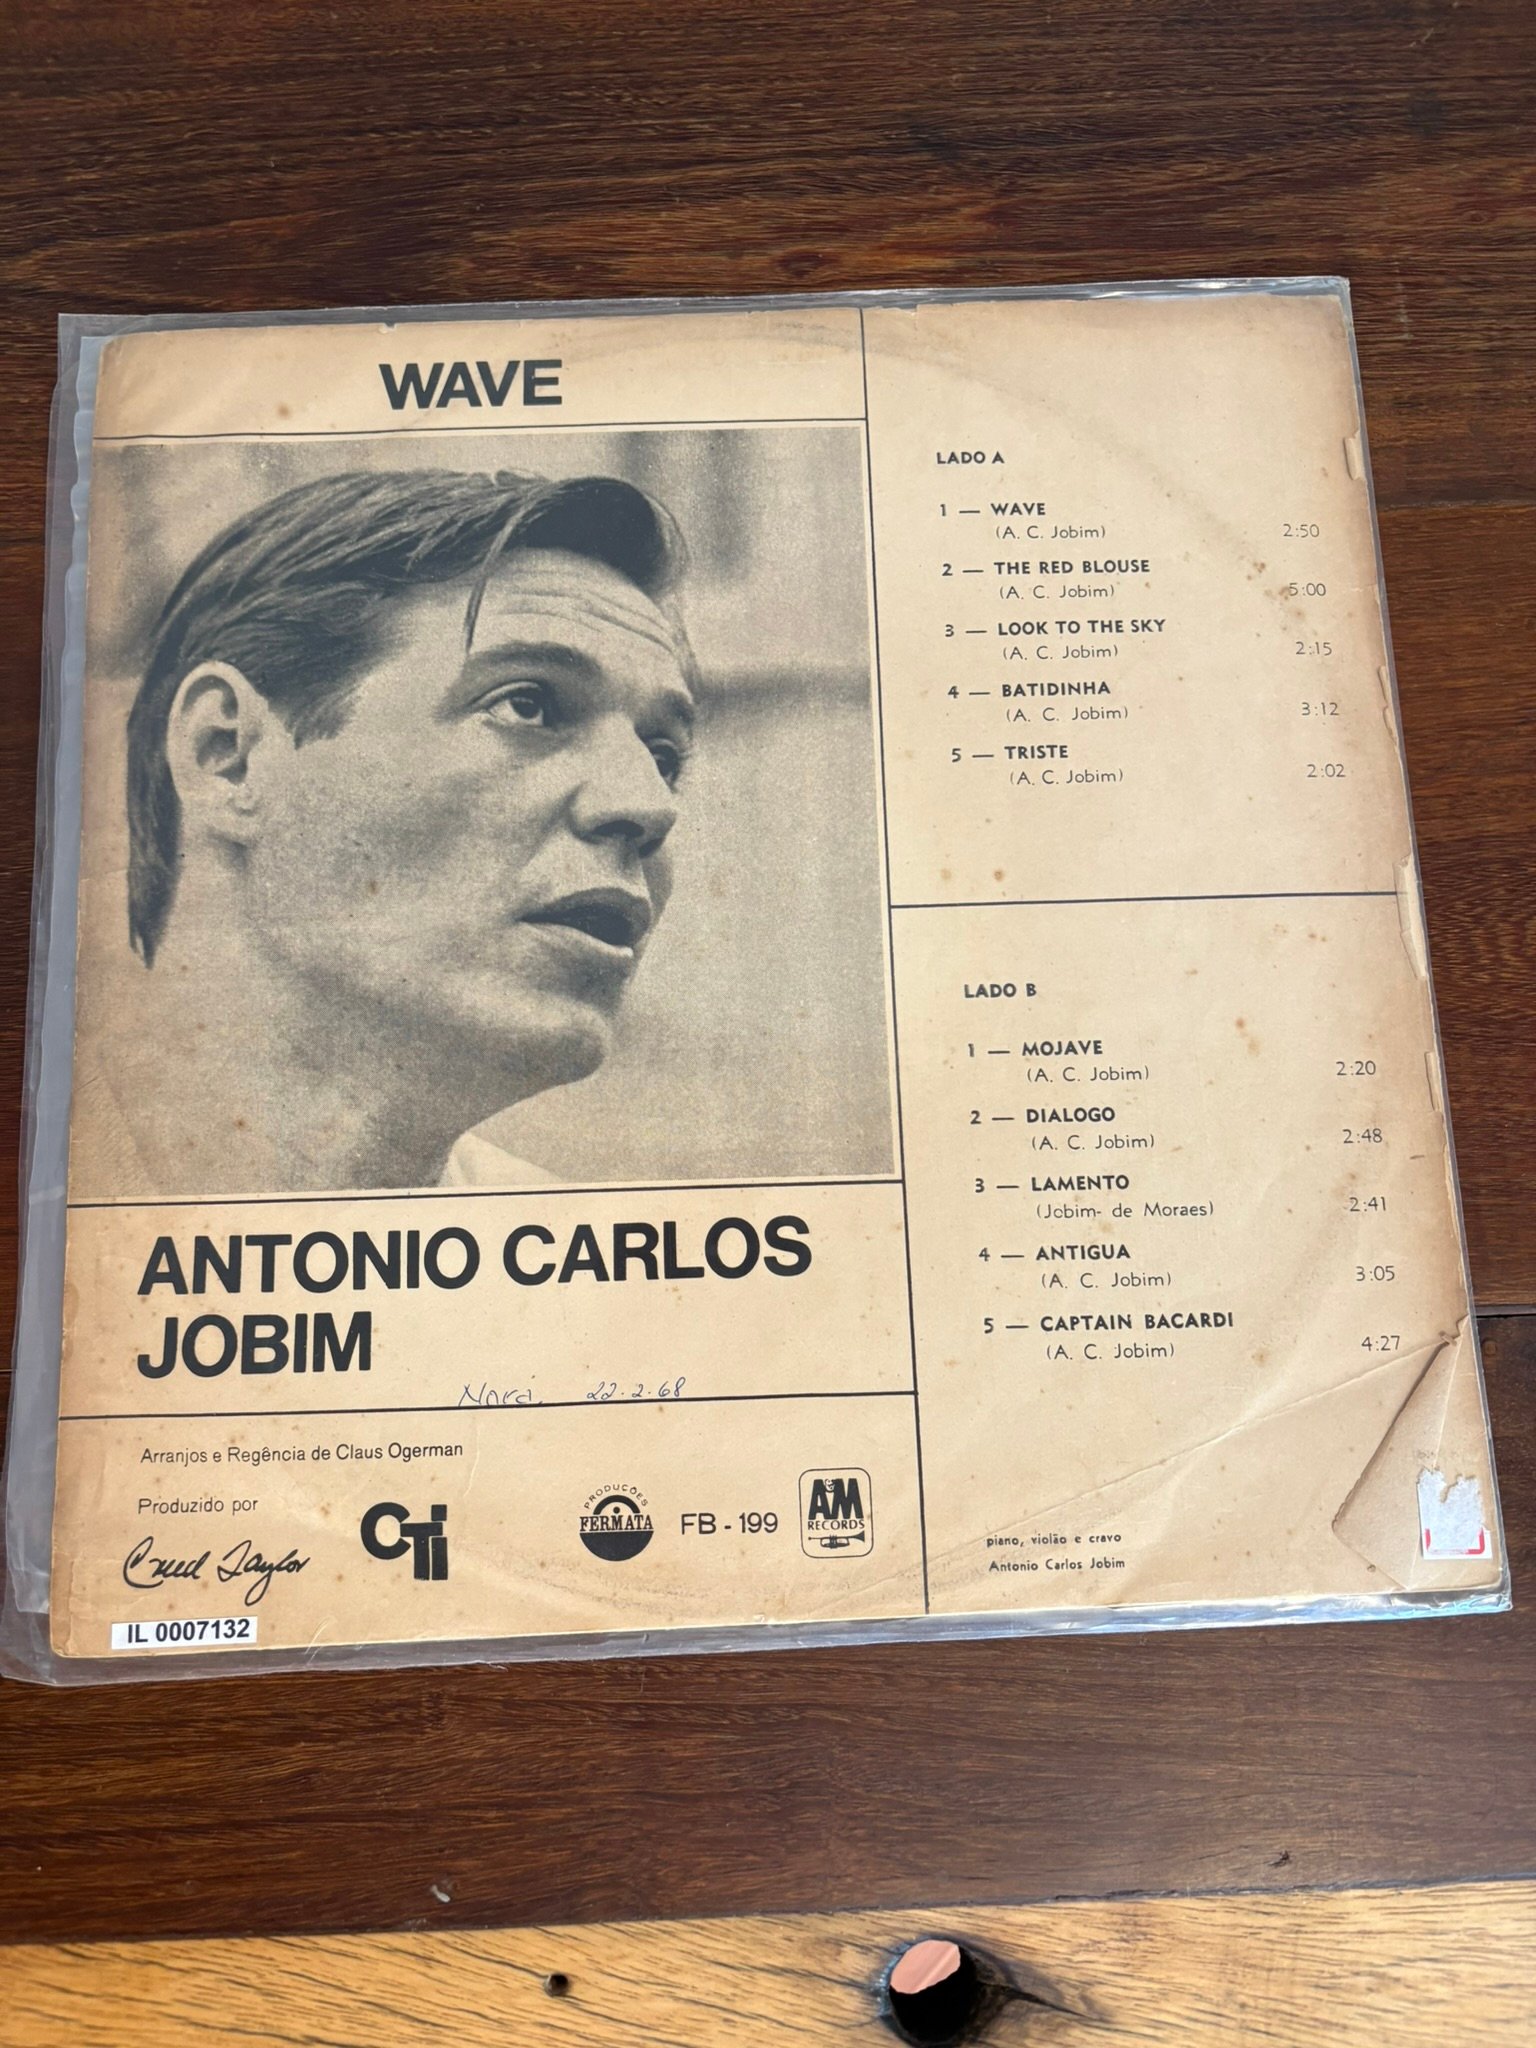 WAVE
ANTONIO CARLOS
JOBIM
22.2.68
Arranjos e Regência de Claus Ogerman
Produzido por
Creed Taylor
CTi
PRODUÇÕES
FERMATA
FB - 199
A&M
RECORDS
IL 0007132
LADO A
1 — WAVE
(A. C. Jobim) 2:50
2 — THE RED BLOUSE
(A. C. Jobim) 5:00
3 — LOOK TO THE SKY
(A. C. Jobim) 2:15
4 — BATIDINHA
(A. C. Jobim) 3:12
5 — TRISTE
(A. C. Jobim) 2:02
LADO B
1 — MOJAVE
(A. C. Jobim) 2:20
2 — DIALOGO
(A. C. Jobim) 2:48
3 — LAMENTO
(Jobim- de Moraes) 2:41
4 — ANTIGUA
(A. C. Jobim) 3:05
5 — CAPTAIN BACARDI
(A. C. Jobim) 4:27
piano, violão e cravo
Antonio Carlos Jobim